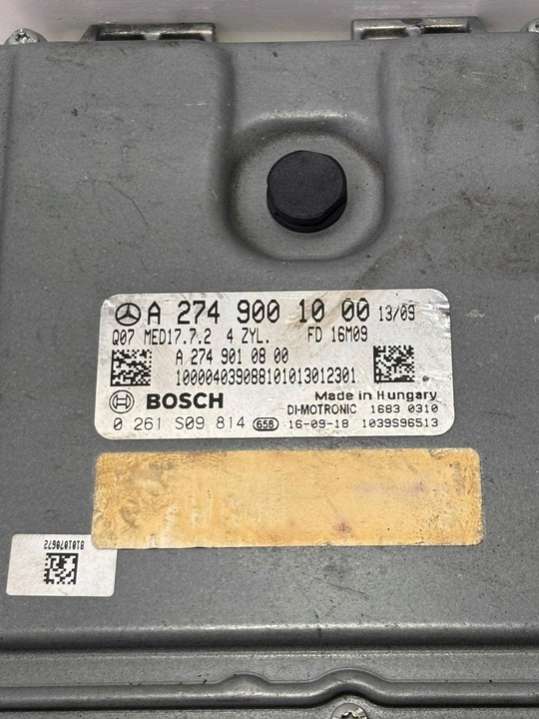 A 274 900 10 00 13/09
Q07 MED17.7.2 4 ZYL. FD 16M09
A 274 901 08 00
10000403908810101301 2301
BOSCH Made in Hungary
DI-MOTRONIC 1683 0310
0 261 S09 814 658 16-09-18 1039S96513
8101070672